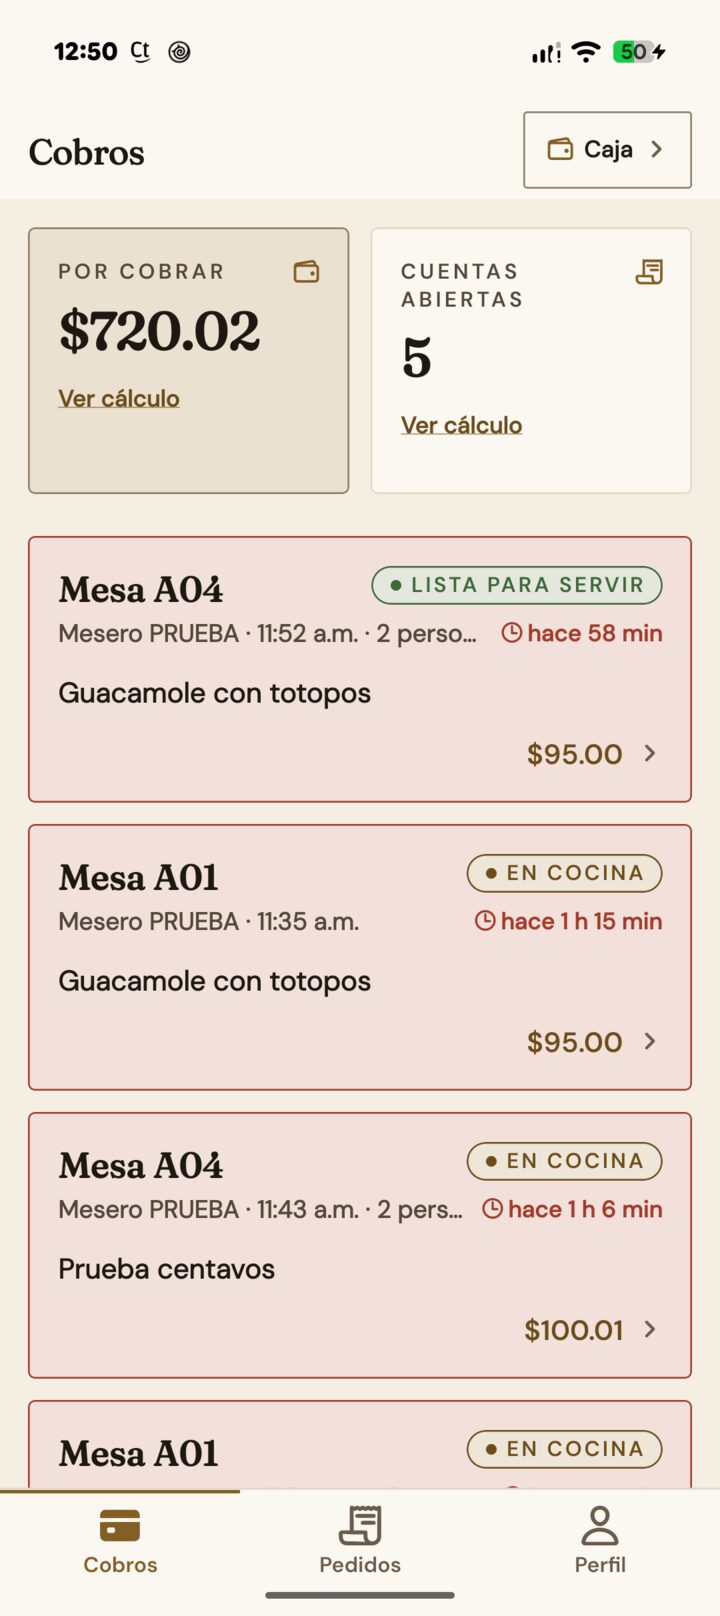 12:50 Ct
50
Cobros
Caja
POR COBRAR
$720.02
Ver cálculo
CUENTAS
ABIERTAS
5
Ver cálculo
Mesa A04
LISTA PARA SERVIR
Mesero PRUEBA · 11:52 a.m. · 2 perso...
hace 58 min
Guacamole con totopos
$95.00
Mesa A01
EN COCINA
Mesero PRUEBA · 11:35 a.m.
hace 1 h 15 min
Guacamole con totopos
$95.00
Mesa A04
EN COCINA
Mesero PRUEBA · 11:43 a.m. · 2 pers...
hace 1 h 6 min
Prueba centavos
$100.01
Mesa A01
EN COCINA
Cobros
Pedidos
Perfil